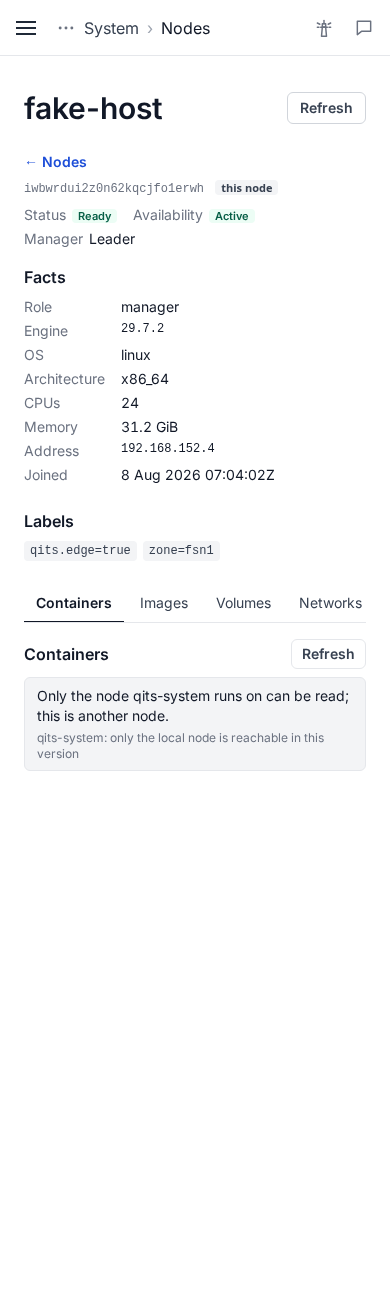 ··· System › Nodes
fake-host
Refresh
← Nodes
iwbwrdui2z0n62kqcjfo1erwh this node
Status Ready Availability Active
Manager Leader
Facts
Role manager
Engine 29.7.2
OS linux
Architecture x86_64
CPUs 24
Memory 31.2 GiB
Address 192.168.152.4
Joined 8 Aug 2026 07:04:02Z
Labels
qits.edge=true zone=fsn1
Containers Images Volumes Networks
Containers
Refresh
Only the node qits-system runs on can be read;
this is another node.
qits-system: only the local node is reachable in this
version